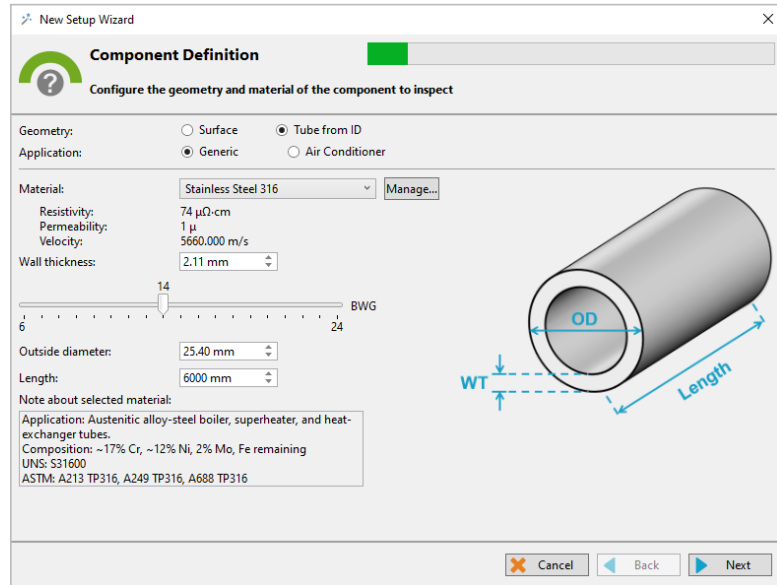 New Setup Wizard
Component Definition
Configure the geometry and material of the component to inspect
Geometry: Surface Tube from ID
Application: Generic Air Conditioner
Material: Stainless Steel 316 Manage...
Resistivity: 74 µΩ·cm
Permeability: 1 µ
Velocity: 5660.000 m/s
Wall thickness: 2.11 mm
14
BWG
6 24
Outside diameter: 25.40 mm
Length: 6000 mm
Note about selected material:
Application: Austenitic alloy-steel boiler, superheater, and heat-
exchanger tubes.
Composition: ~17% Cr, ~12% Ni, 2% Mo, Fe remaining
UNS: S31600
ASTM: A213 TP316, A249 TP316, A688 TP316
OD
WT
Length
Cancel Back Next